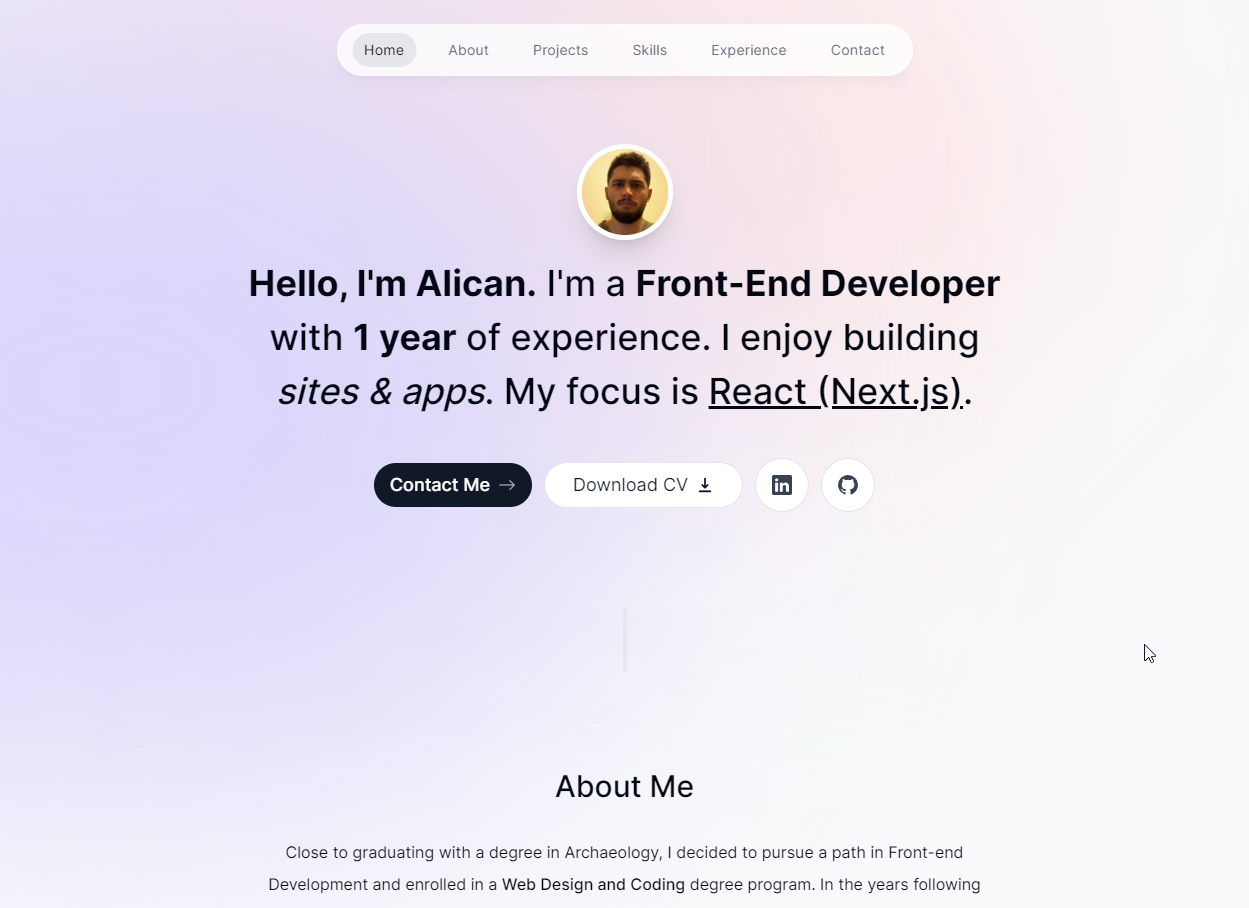 Home About Projects Skills Experience Contact
Hello, I'm Alican. I'm a Front-End Developer
with 1 year of experience. I enjoy building
sites & apps. My focus is React (Next.js).
Contact Me → Download CV
in
About Me
Close to graduating with a degree in Archaeology, I decided to pursue a path in Front-end
Development and enrolled in a Web Design and Coding degree program. In the years following